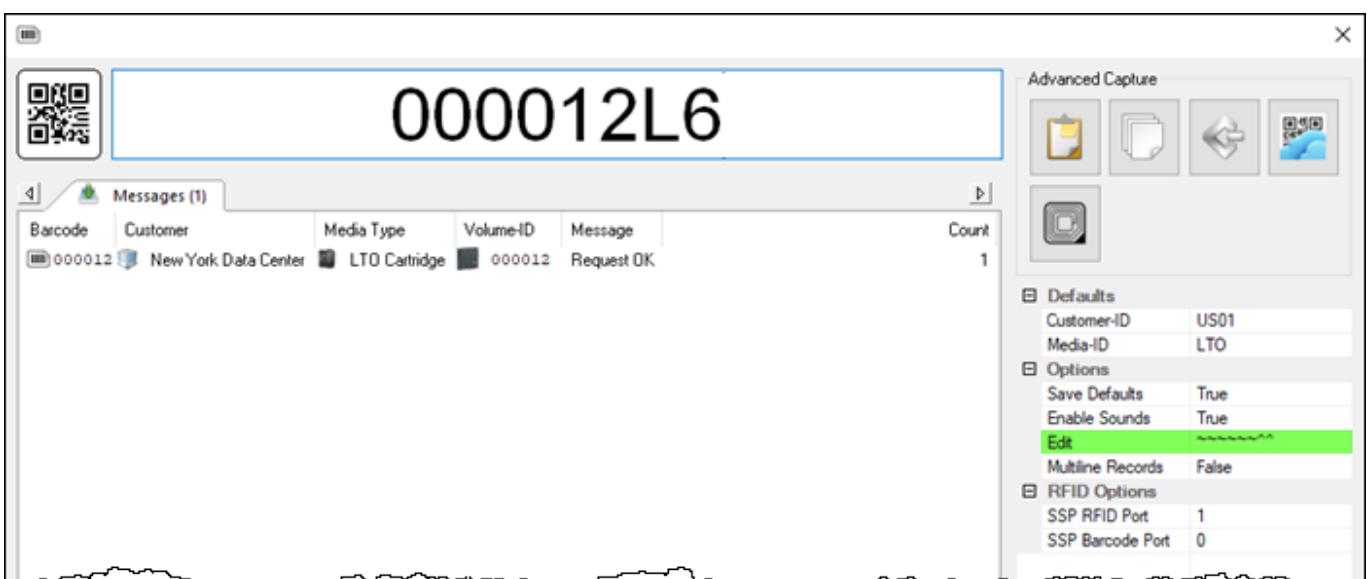 000012L6
Advanced Capture
Messages (1)
Barcode Customer Media Type Volume-ID Message Count
000012 New York Data Center LTO Cartridge 000012 Request OK 1
Defaults
Customer-ID US01
Media-ID LTO
Options
Save Defaults True
Enable Sounds True
Edit ~~~~~~^^
Multiline Records False
RFID Options
SSP RFID Port 1
SSP Barcode Port 0